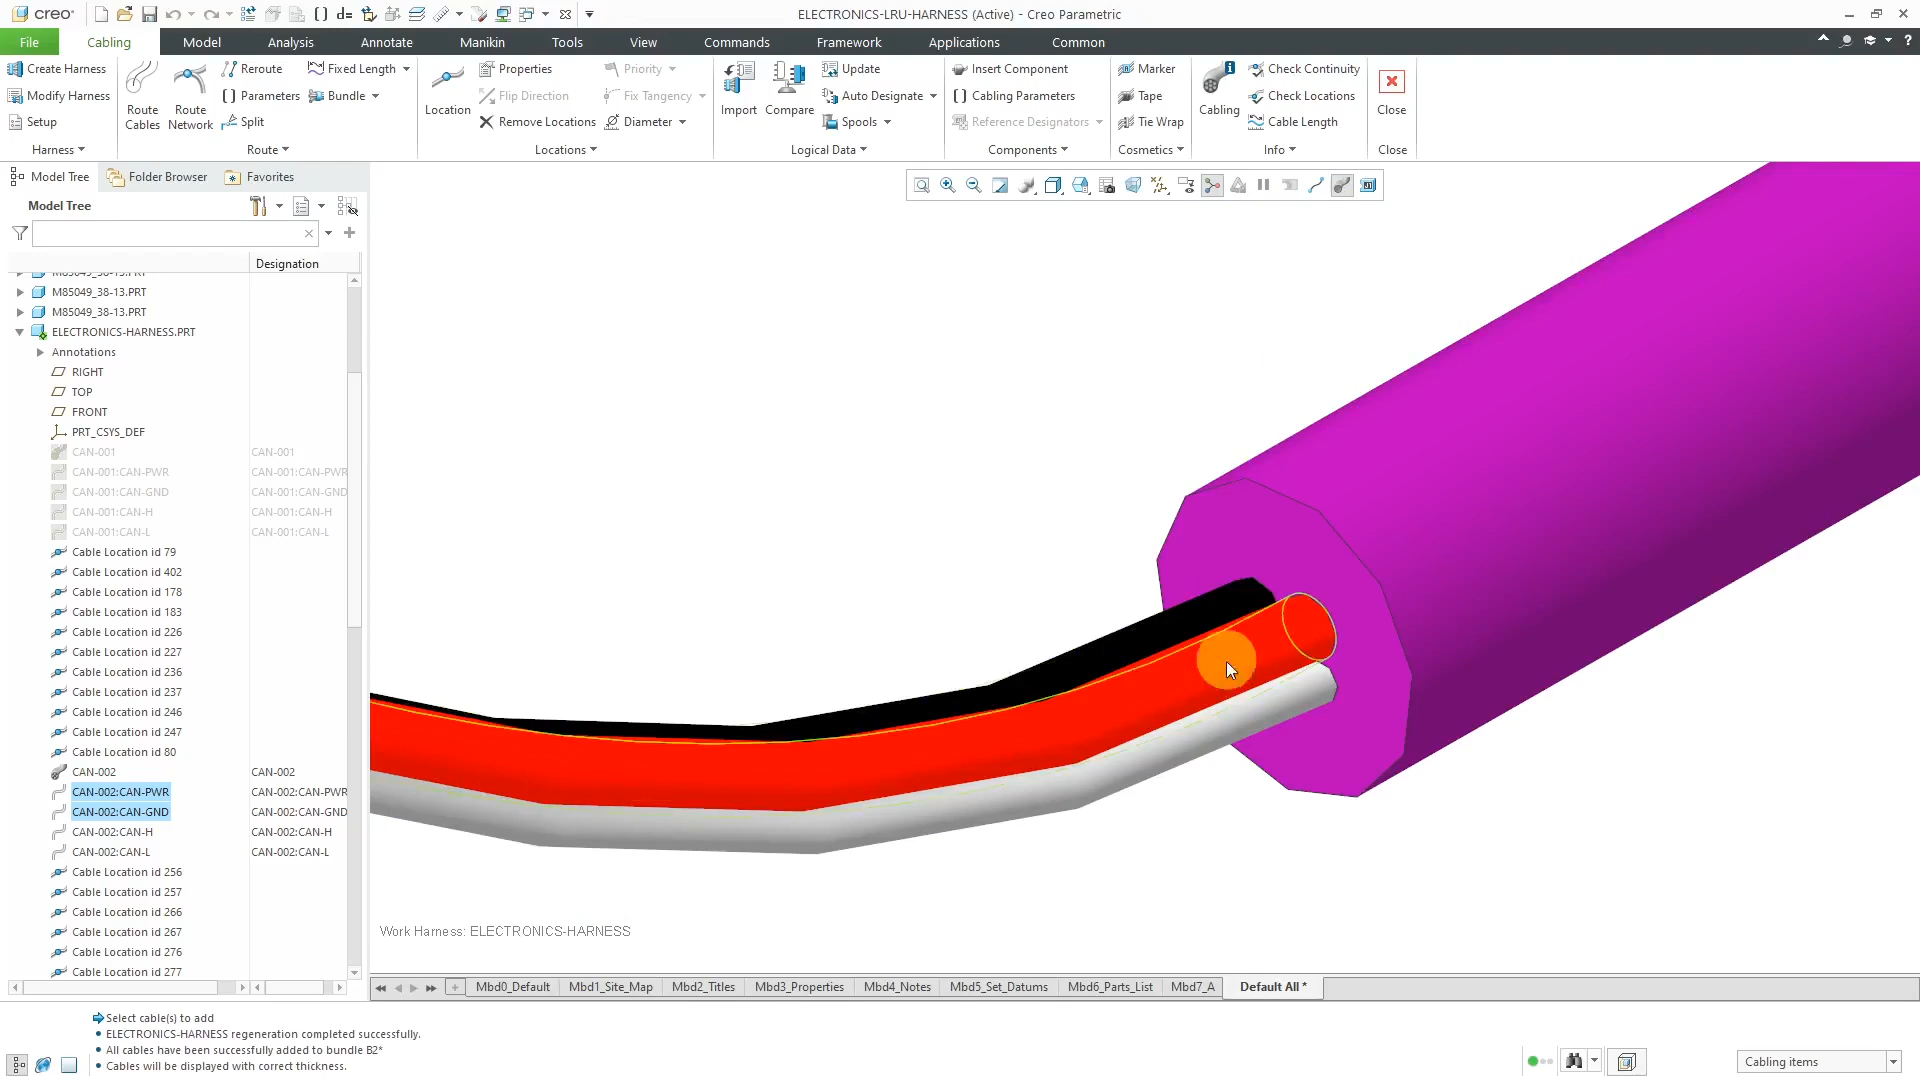 creo
ELECTRONICS-LRU-HARNESS (Active) - Creo Parametric
File
Cabling
Model
Analysis
Annotate
Manikin
Tools
View
Commands
Framework
Applications
Common
Create Harness
Modify Harness
Setup
Harness
Route Cables
Route Network
Reroute
Parameters
Split
Fixed Length
Bundle
Route
Location
Properties
Flip Direction
Remove Locations
Priority
Fix Tangency
Diameter
Locations
Import
Compare
Update
Auto Designate
Spools
Logical Data
Insert Component
Cabling Parameters
Reference Designators
Components
Marker
Tape
Tie Wrap
Cosmetics
Cabling
Check Continuity
Check Locations
Cable Length
Info
Close
Close
Model Tree
Folder Browser
Favorites
Model Tree
Designation
M85049_38-13.PRT
M85049_38-13.PRT
M85049_38-13.PRT
ELECTRONICS-HARNESS.PRT
Annotations
RIGHT
TOP
FRONT
PRT_CSYS_DEF
CAN-001 CAN-001
CAN-001:CAN-PWR CAN-001:CAN-PWR
CAN-001:CAN-GND CAN-001:CAN-GND
CAN-001:CAN-H CAN-001:CAN-H
CAN-001:CAN-L CAN-001:CAN-L
Cable Location id 79
Cable Location id 402
Cable Location id 178
Cable Location id 183
Cable Location id 226
Cable Location id 227
Cable Location id 236
Cable Location id 237
Cable Location id 246
Cable Location id 247
Cable Location id 80
CAN-002 CAN-002
CAN-002:CAN-PWR CAN-002:CAN-PWR
CAN-002:CAN-GND CAN-002:CAN-GND
CAN-002:CAN-H CAN-002:CAN-H
CAN-002:CAN-L CAN-002:CAN-L
Cable Location id 256
Cable Location id 257
Cable Location id 266
Cable Location id 267
Cable Location id 276
Cable Location id 277
Work Harness: ELECTRONICS-HARNESS
Mbd0_Default
Mbd1_Site_Map
Mbd2_Titles
Mbd3_Properties
Mbd4_Notes
Mbd5_Set_Datums
Mbd6_Parts_List
Mbd7_A
Default All *
Select cable(s) to add
• ELECTRONICS-HARNESS regeneration completed successfully.
• All cables have been successfully added to bundle B2*
• Cables will be displayed with correct thickness.
Cabling items